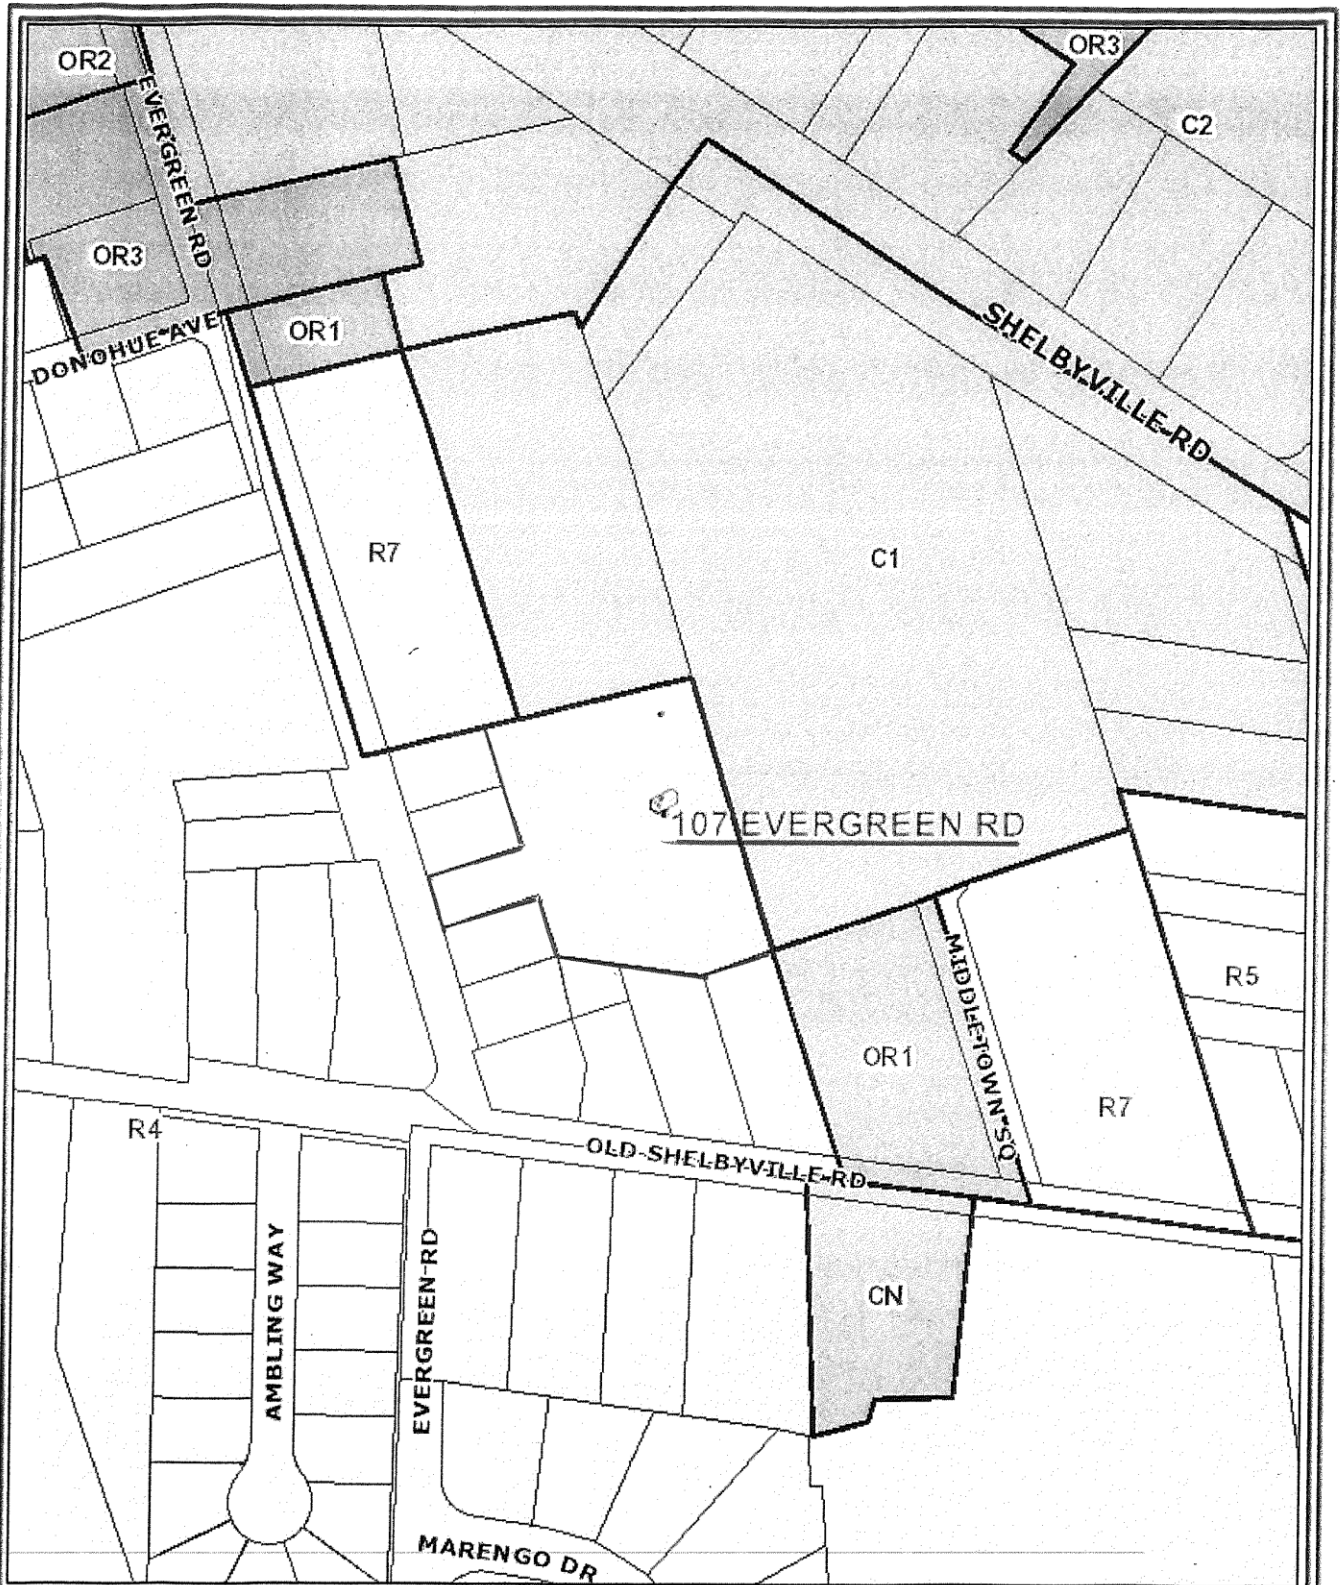 OR2
OR3
C2
EVERGREEN RD
OR3
SHELBYVILLE RD
DONOHUE AVE
OR1
R7
C1
107 EVERGREEN RD
MIDDLETOWN SQ
R5
OR1
R7
R4
OLD SHELBYVILLE RD
AMBLING WAY
EVERGREEN RD
CN
MARENGO DR